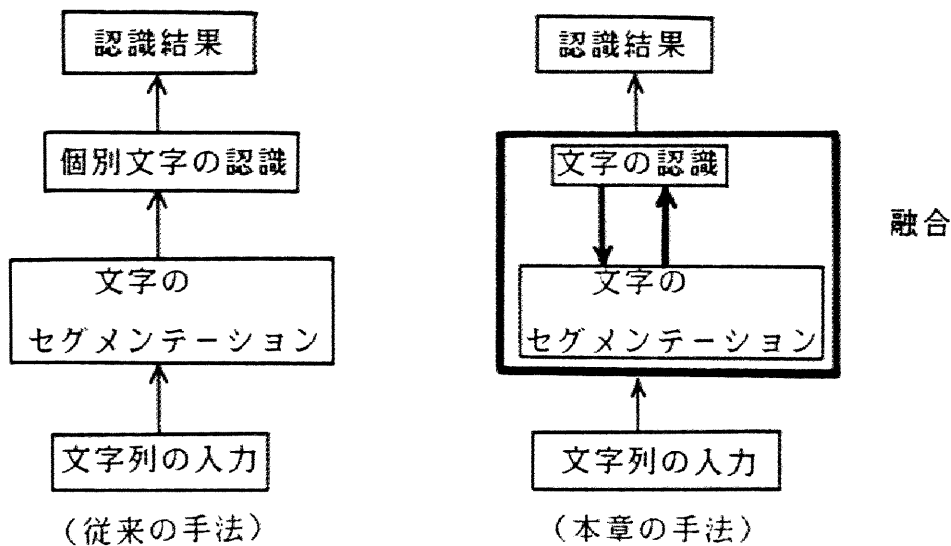 認識結果
個別文字の認識
文字の
セグメンテーション
文字列の入力
(従来の手法)
認識結果
文字の認識
文字の
セグメンテーション
文字列の入力
(本章の手法)
融合